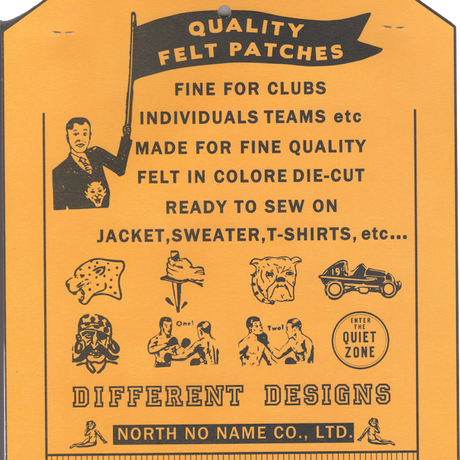 QUALITY
FELT PATCHES
FINE FOR CLUBS
INDIVIDUALS TEAMS etc
MADE FOR FINE QUALITY
FELT IN COLORE DIE-CUT
READY TO SEW ON
JACKET,SWEATER,T-SHIRTS, etc...
19
One!
Two!
ENTER
THE
QUIET
ZONE
DIFFERENT DESIGNS
NORTH NO NAME CO., LTD.